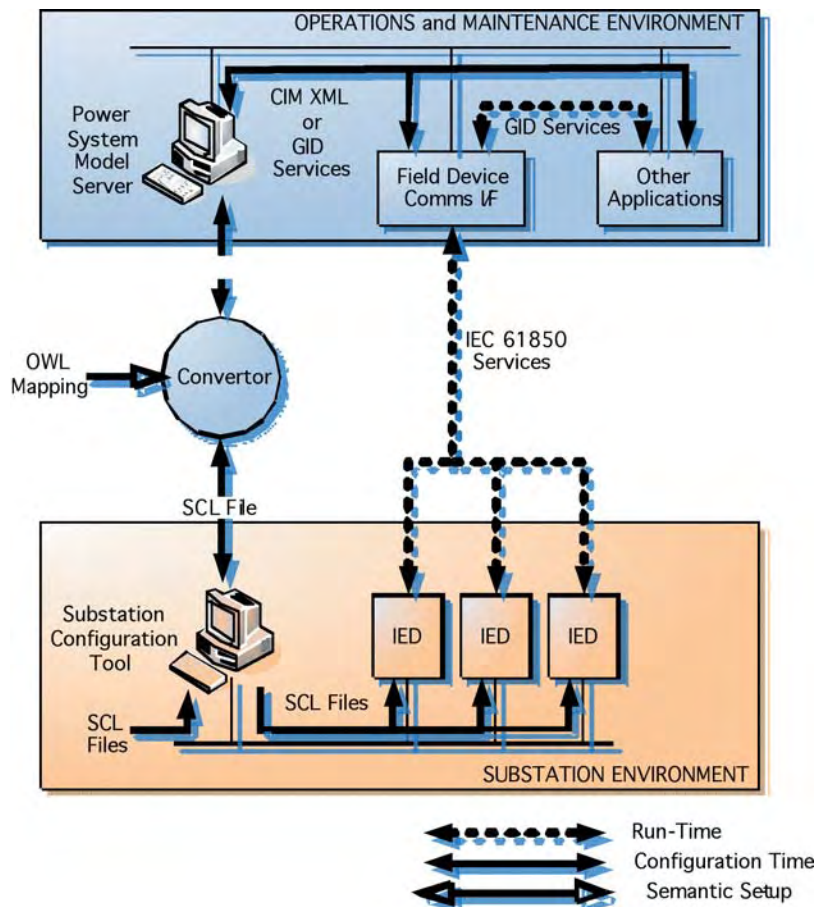 OPERATIONS and MAINTENANCE ENVIRONMENT
Power
System
Model
Server
CIM XML
or
GID
Services
GID Services
Field Device
Comms I/F
Other
Applications
IEC 61850
Services
OWL
Mapping
Convertor
SCL File
Substation
Configuration
Tool
IED
IED
IED
SCL Files
SCL
Files
SUBSTATION ENVIRONMENT
Run-Time
Configuration Time
Semantic Setup